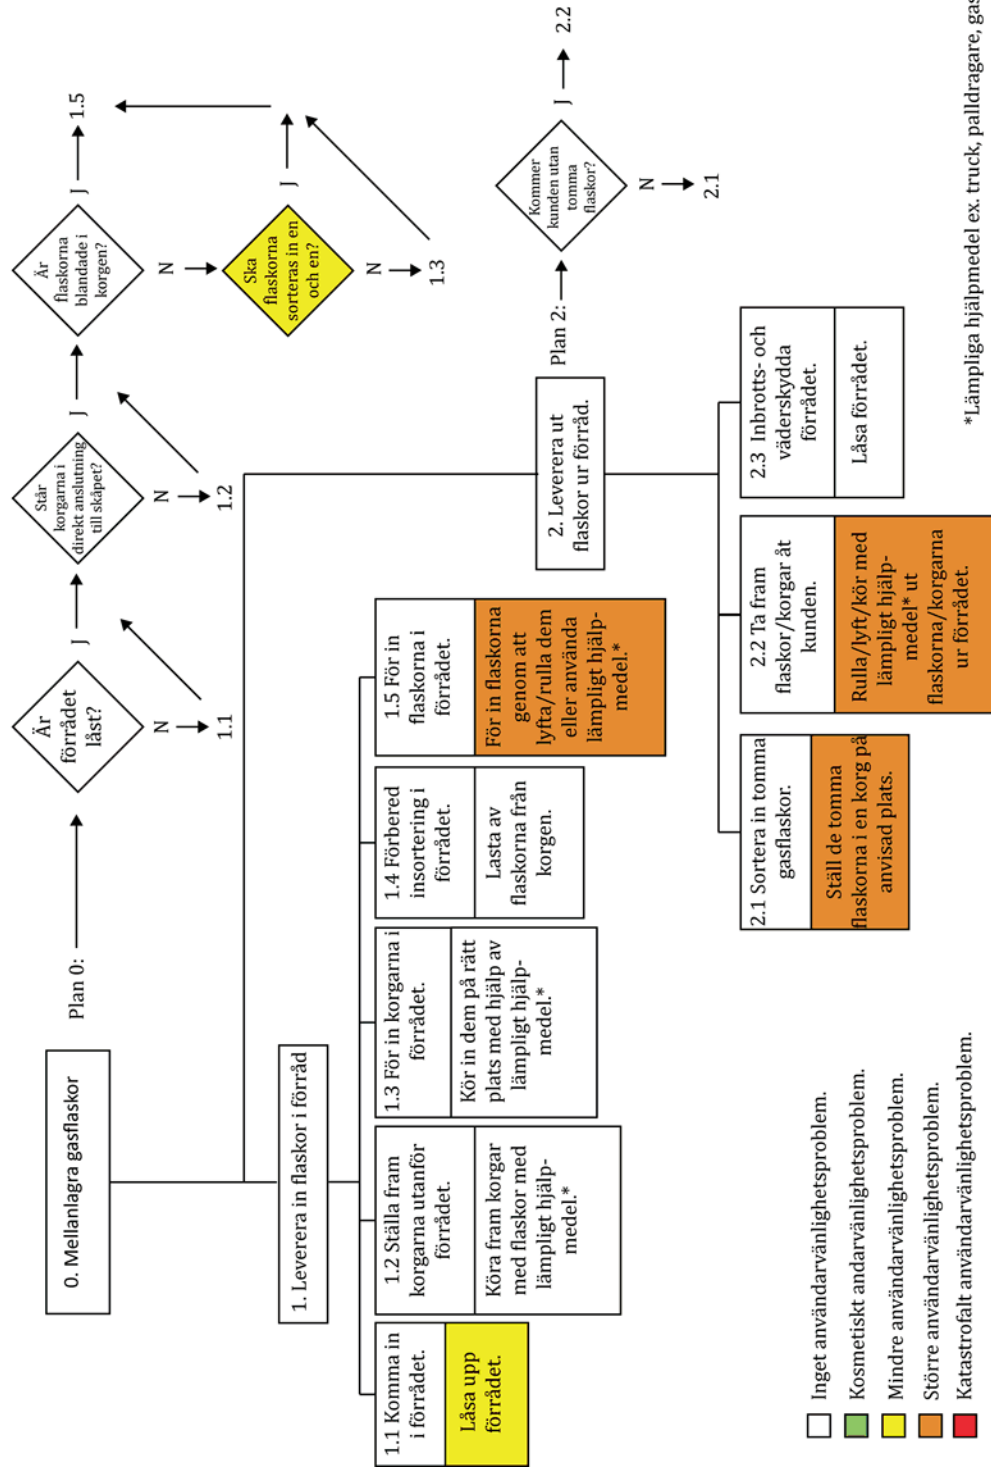 0. Mellanlagra gasflaskor
Plan 0:
Är
förrådet
låst?
J
N
1.1
Står
korgarna i
direkt anslutning
till skåpet?
J
N
1.2
Är
flaskorna
blandade i
korgen?
J
1.5
N
Ska
flaskorna
sorteras in en
och en?
J
N
1.3
1. Leverera in flaskor i förråd
1.1 Komma in
i förrådet.
Låsa upp
förrådet.
1.2 Ställa fram
korgarna utanför
förrådet.
Köra fram korgar
med flaskor med
lämpligt hjälp-
medel.*
1.3 För in korgarna i
förrådet.
Kör in dem på rätt
plats med hjälp av
lämpligt hjälp-
medel.*
1.4 Förbered
insortering i
förrådet.
Lasta av
flaskorna från
korgen.
1.5 För in
flaskorna i
förrådet.
För in flaskorna
genom att
lyfta/rulla dem
eller använda
lämpligt hjälp-
medel.*
2. Leverera ut
flaskor ur förråd.
Plan 2:
Kommer
kunden utan
tomma
flaskor?
J
2.2
N
2.1
2.1 Sortera in tomma
gasflaskor.
Ställ de tomma
flaskorna i en korg på
anvisad plats.
2.2 Ta fram
flaskor/korgar åt
kunden.
Rulla/lyft/kör med
lämpligt hjälp-
medel* ut
flaskorna/korgarna
ur förrådet.
2.3 Inbrotts- och
väderskydda
förrådet.
Låsa förrådet.
Inget användarvänlighetsproblem.
Kosmetiskt andarvänlighetsproblem.
Mindre användarvänlighetsproblem.
Större användarvänlighetsproblem.
Katastrofalt användarvänlighetsproblem.
*Lämpliga hjälpmedel ex. truck, palldragare, gas